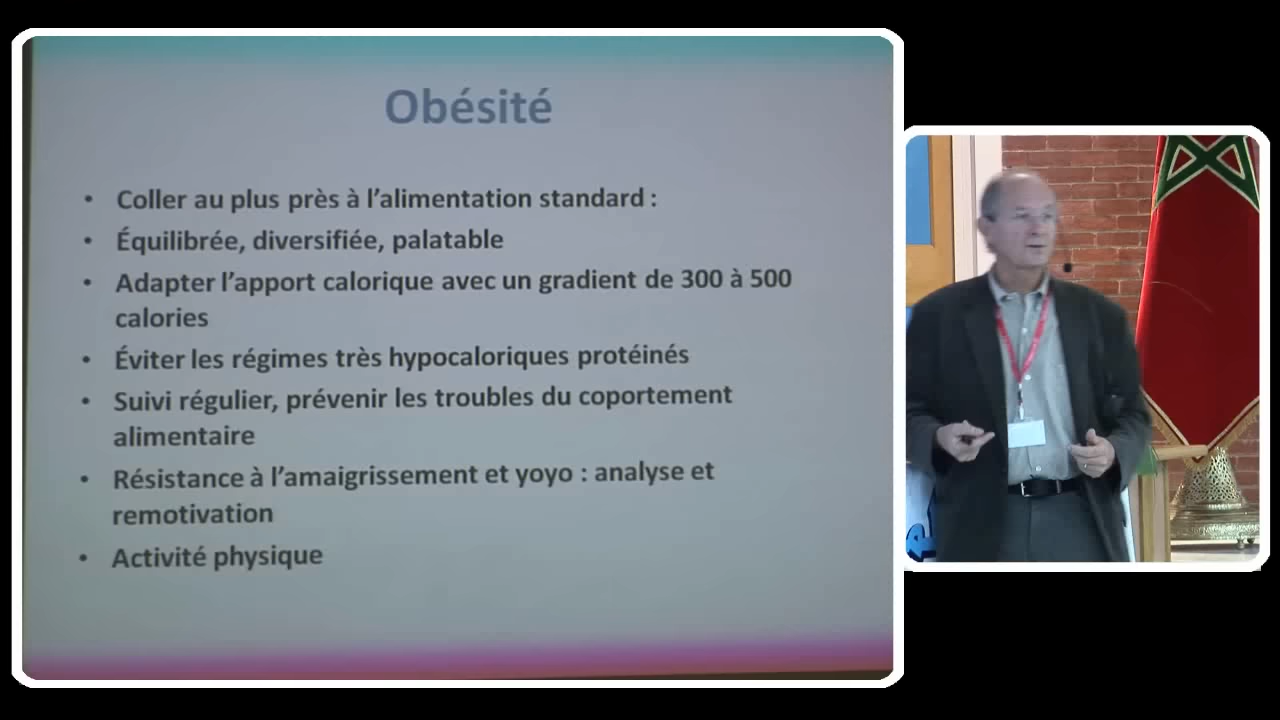 Obésité
• Coller au plus près à l'alimentation standard :
• Équilibrée, diversifiée, palatable
• Adapter l'apport calorique avec un gradient de 300 à 500
calories
• Éviter les régimes très hypocaloriques protéinés
• Suivi régulier, prévenir les troubles du coportement
alimentaire
• Résistance à l'amaigrissement et yoyo : analyse et
remotivation
• Activité physique